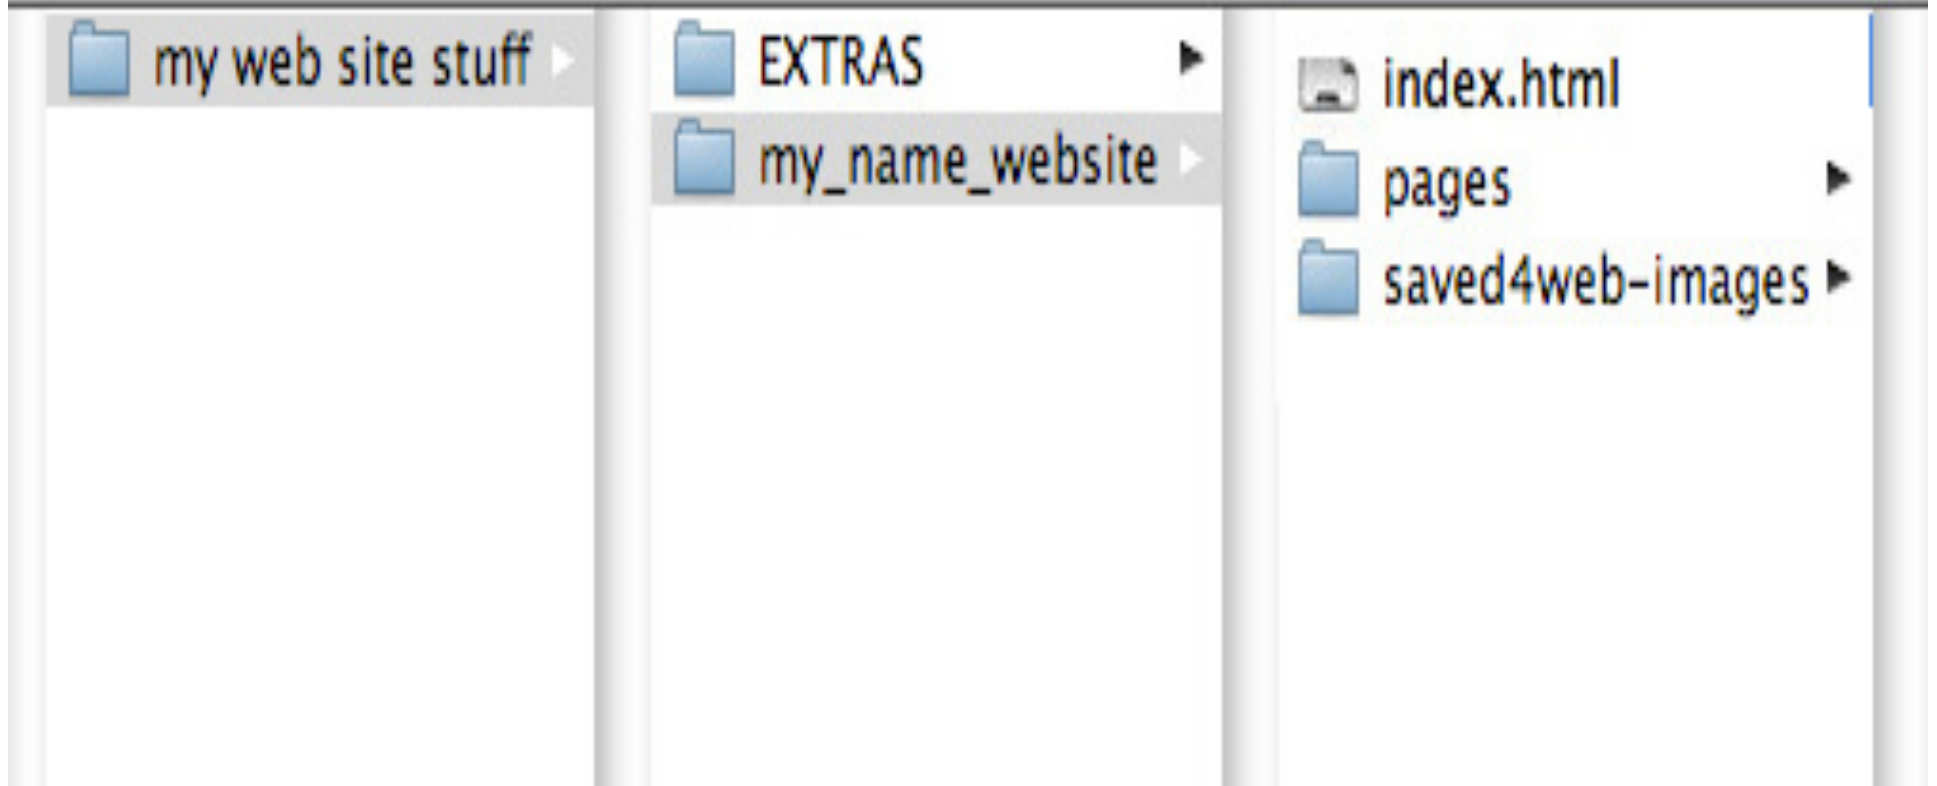 my web site stuff
EXTRAS
my_name_website
index.html
pages
saved4web-images